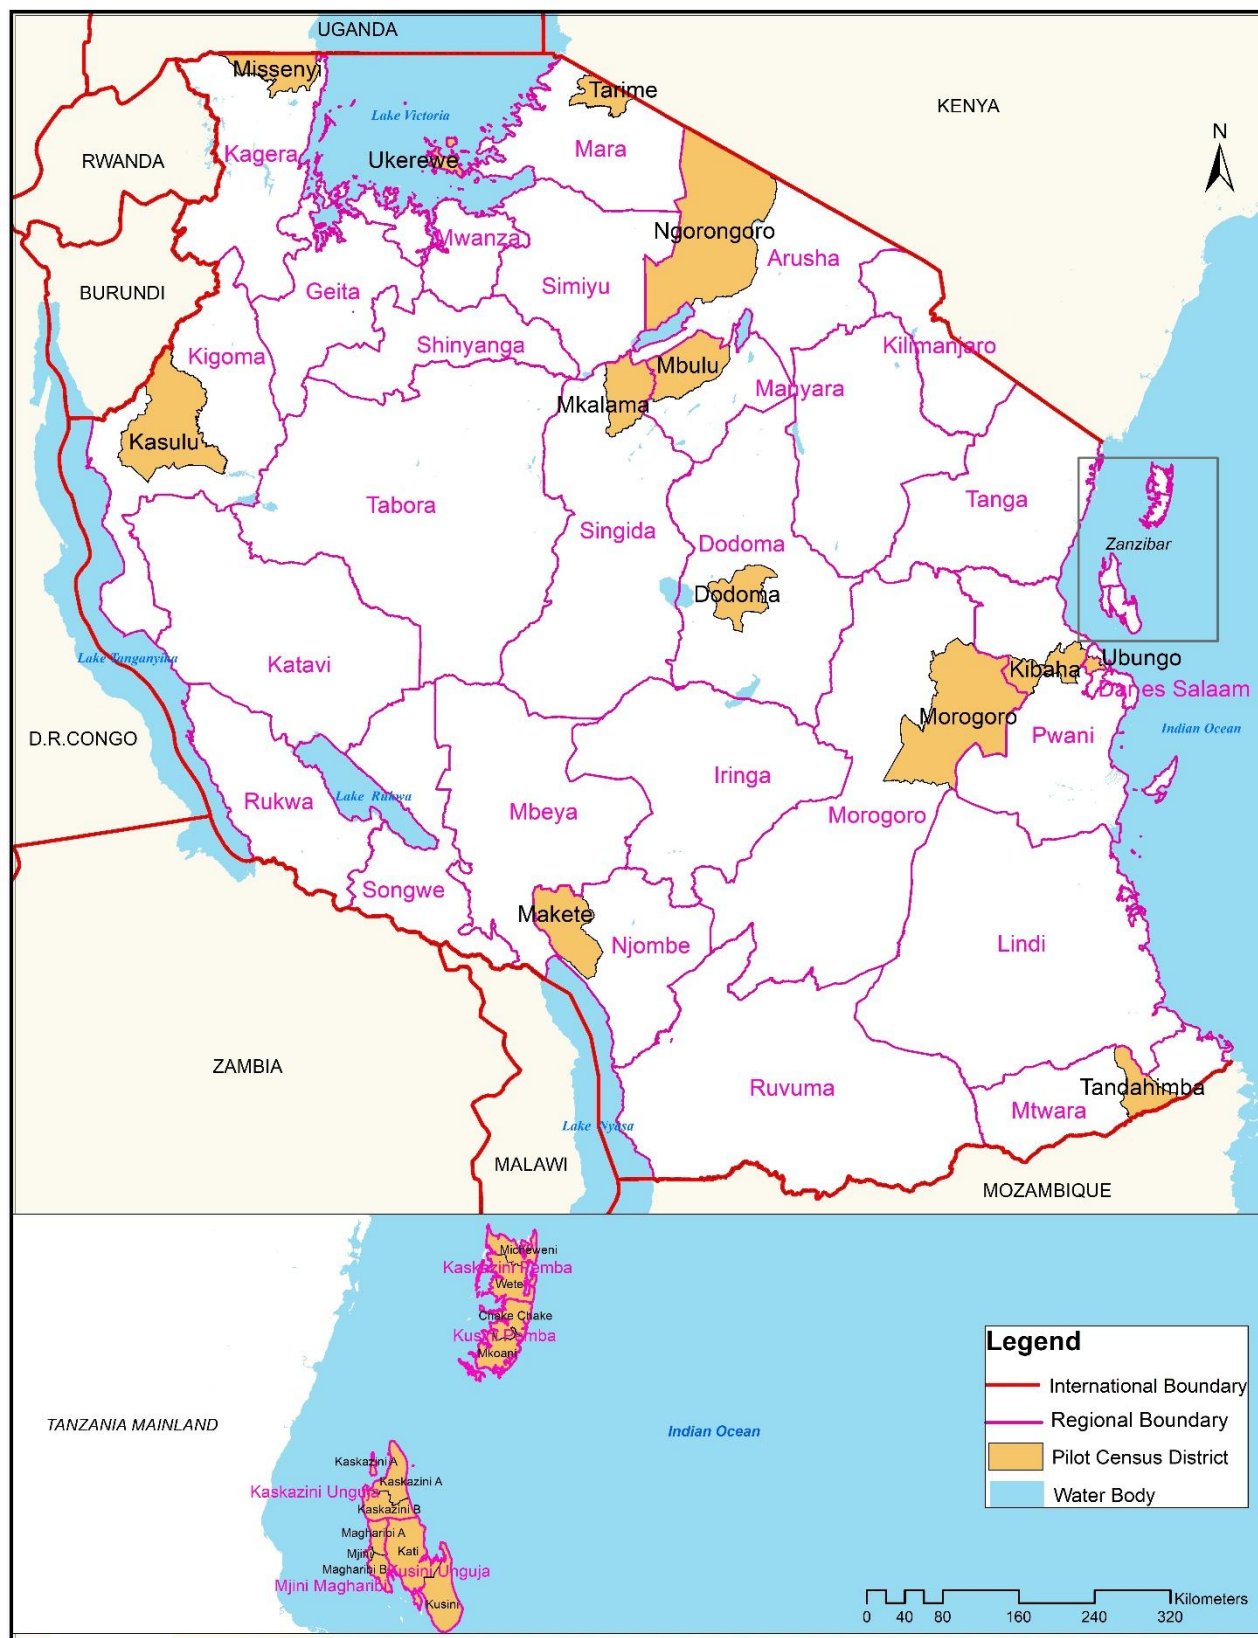 UGANDA
Missenyi
Tarime
KENYA
Lake Victoria
N
RWANDA
Kagera
Ukerewe
Mara
Ngorongoro
Mwanza
Arusha
BURUNDI
Geita
Simiyu
Kigoma
Shinyanga
Kilimanjaro
Mbulu
Manyara
Mkalama
Kasulu
Tabora
Tanga
Singida
Dodoma
Zanzibar
Dodoma
Katavi
Lake Tanganyika
Kibaha
Ubungo
Dar es Salaam
Morogoro
D.R.CONGO
Pwani
Indian Ocean
Iringa
Rukwa
Lake Rukwa
Mbeya
Morogoro
Songwe
Makete
Njombe
Lindi
ZAMBIA
Ruvuma
Tandahimba
Mtwara
Lake Nyasa
MALAWI
MOZAMBIQUE
Micheweni
Kaskazini Pemba
Wete
Chake Chake
Kusini Pemba
Mkoani
TANZANIA MAINLAND
Indian Ocean
Kaskazini A
Kaskazini A
Kaskazini Unguja
Kaskazini B
Magharibi A
Mjini
Kati
Magharibi B
Kusini Unguja
Mjini Magharibi
Kusini
Legend
International Boundary
Regional Boundary
Pilot Census District
Water Body
Kilometers
0 40 80 160 240 320